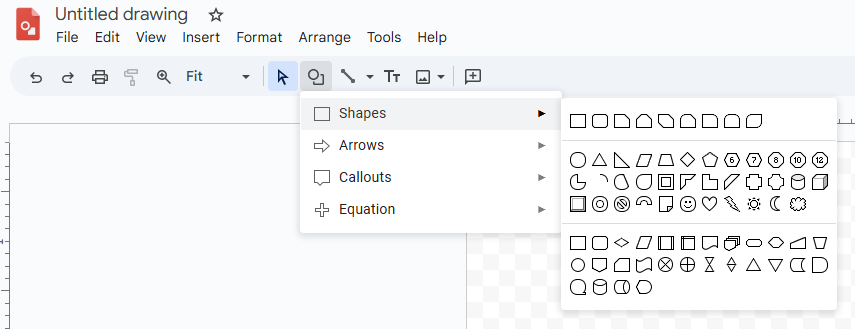 Untitled drawing
File Edit View Insert Format Arrange Tools Help
Fit Tт
Shapes
Arrows
Callouts
Equation
6 7 8 10 12